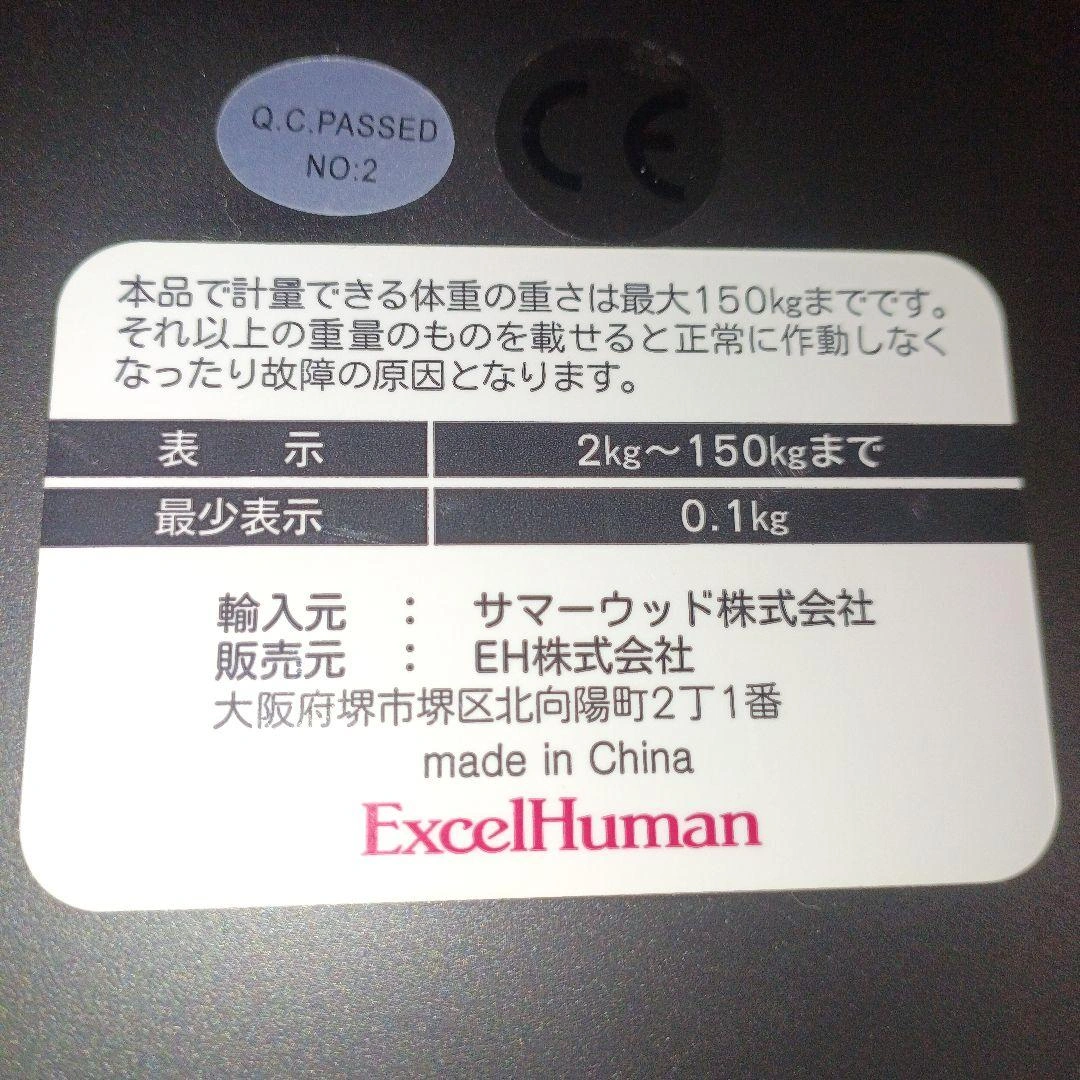 Q.C.PASSED
NO:2
CE
本品で計量できる体重の重さは最大150kgまでです。
それ以上の重量のものを載せると正常に作動しなく
なったり故障の原因となります。
表 示 2kg〜150kgまで
最少表示 0.1kg
輸入元 : サマーウッド株式会社
販売元 : EH株式会社
大阪府堺市堺区北向陽町2丁1番
made in China
ExcelHuman